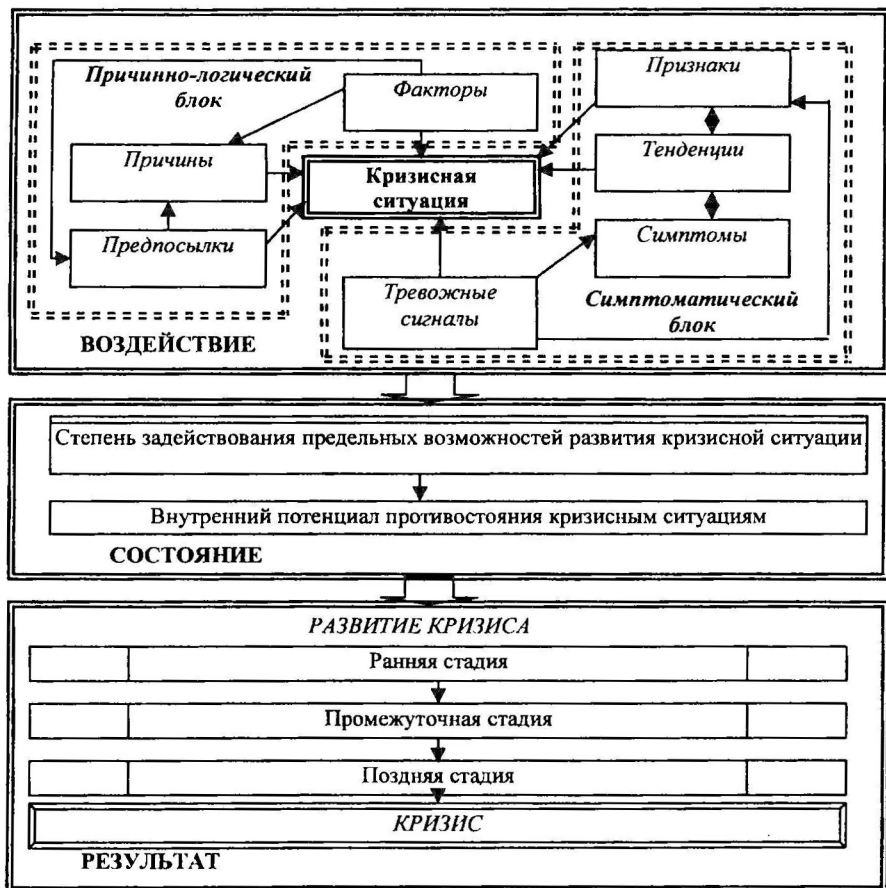 Причинно-логический
блок
Факторы
Признаки
Причины
Тенденции
Кризисная
ситуация
Предпосылки
Симптомы
Тревожные
сигналы
Симптоматический
блок
ВОЗДЕЙСТВИЕ
Степень задействования предельных возможностей развития кризисной ситуации
Внутренний потенциал противостояния кризисным ситуациям
СОСТОЯНИЕ
РАЗВИТИЕ КРИЗИСА
Ранняя стадия
Промежуточная стадия
Поздняя стадия
КРИЗИС
РЕЗУЛЬТАТ